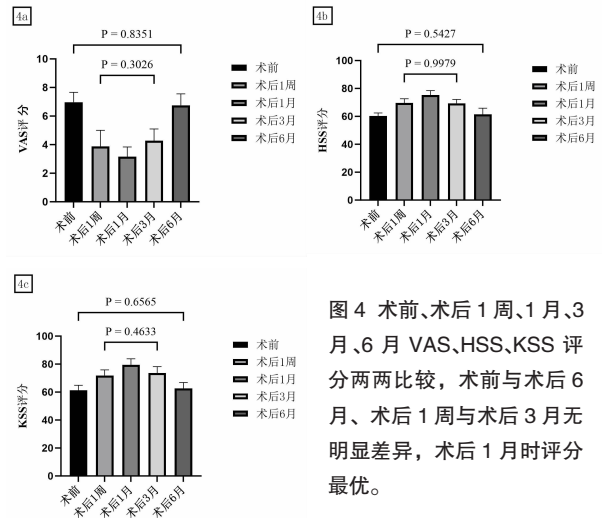 4a
P = 0.8351
P = 0.3026
VAS评分
10
8
6
4
2
0
术前
术后1周
术后1月
术后3月
术后6月
术前
术后1周
术后1月
术后3月
术后6月
4b
P = 0.5427
P = 0.9979
HSS评分
100
80
60
40
20
0
术前
术后1周
术后1月
术后3月
术后6月
术前
术后1周
术后1月
术后3月
术后6月
4c
P = 0.6565
P = 0.4633
KSS评分
100
80
60
40
20
0
术前
术后1周
术后1月
术后3月
术后6月
术前
术后1周
术后1月
术后3月
术后6月
图4 术前、术后1周、1月、3
月、6月 VAS、HSS、KSS 评
分两两比较，术前与术后6
月、术后1周与术后3月无
明显差异，术后1月时评分
最优。